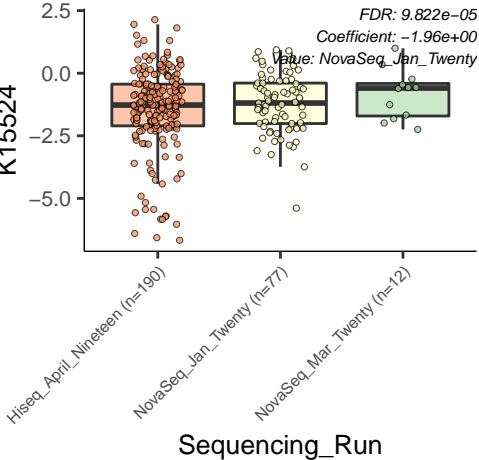 FDR: 9.822e−05
Coefficient: −1.96e+00
Value: NovaSeq_Jan_Twenty
2.5
0.0
−2.5
−5.0
K15524
Hiseq_April_Nineteen (n=190)
NovaSeq_Jan_Twenty (n=77)
NovaSeq_Mar_Twenty (n=12)
Sequencing_Run